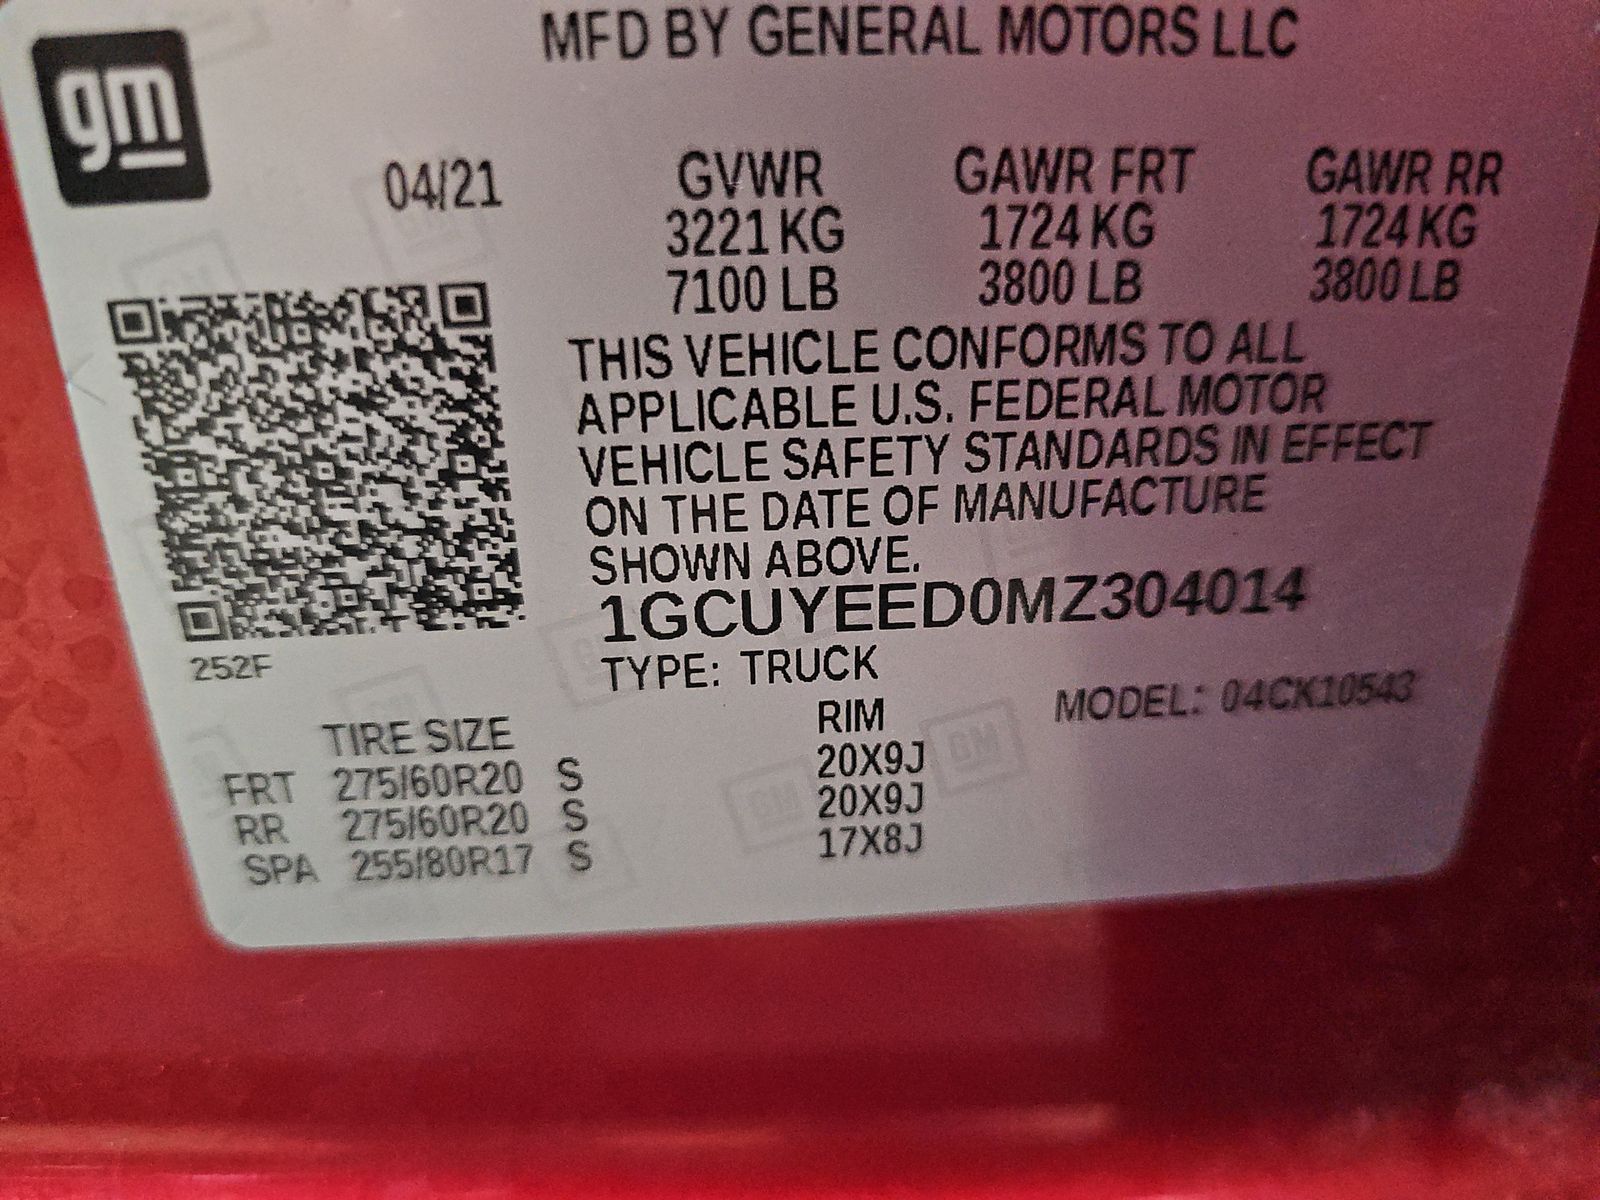 MFD BY GENERAL MOTORS LLC
gm
04/21 GVWR GAWR FRT GAWR RR
3221 KG 1724 KG 1724 KG
7100 LB 3800 LB 3800 LB
THIS VEHICLE CONFORMS TO ALL
APPLICABLE U.S. FEDERAL MOTOR
VEHICLE SAFETY STANDARDS IN EFFECT
ON THE DATE OF MANUFACTURE
SHOWN ABOVE.
1GCUYEED0MZ304014
252F
TYPE: TRUCK
MODEL: 04CK10543
TIRE SIZE RIM
FRT 275/60R20 S 20X9J
RR 275/60R20 S 20X9J
SPA 255/80R17 S 17X8J
GM
GM